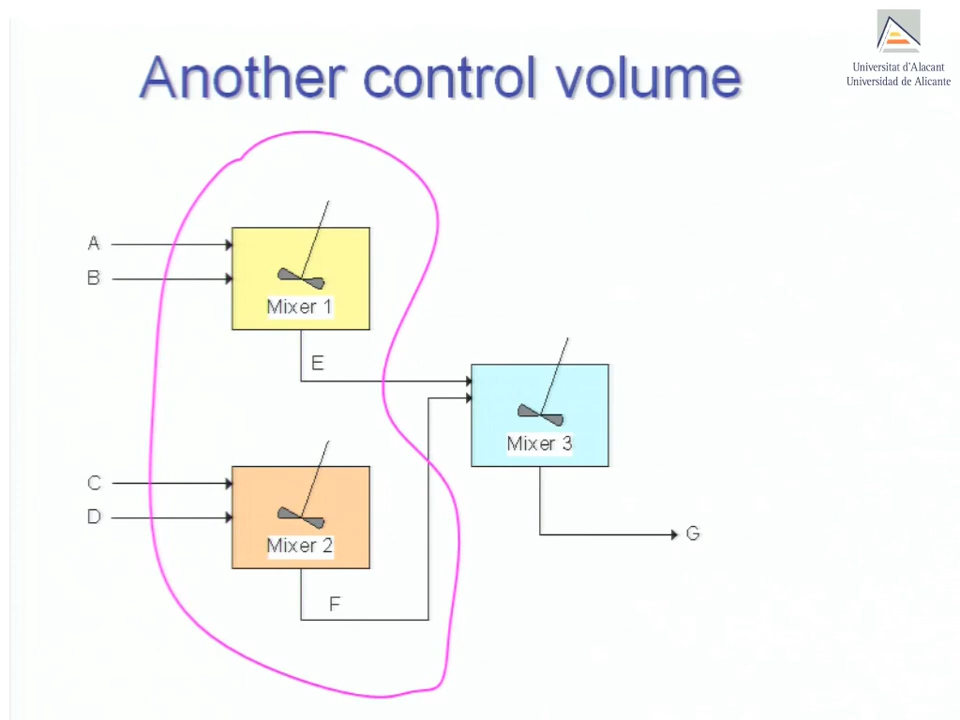 Another control volume
Universitat d'Alacant
Universidad de Alicante
A
B
Mixer 1
E
Mixer 3
C
D
Mixer 2
G
F